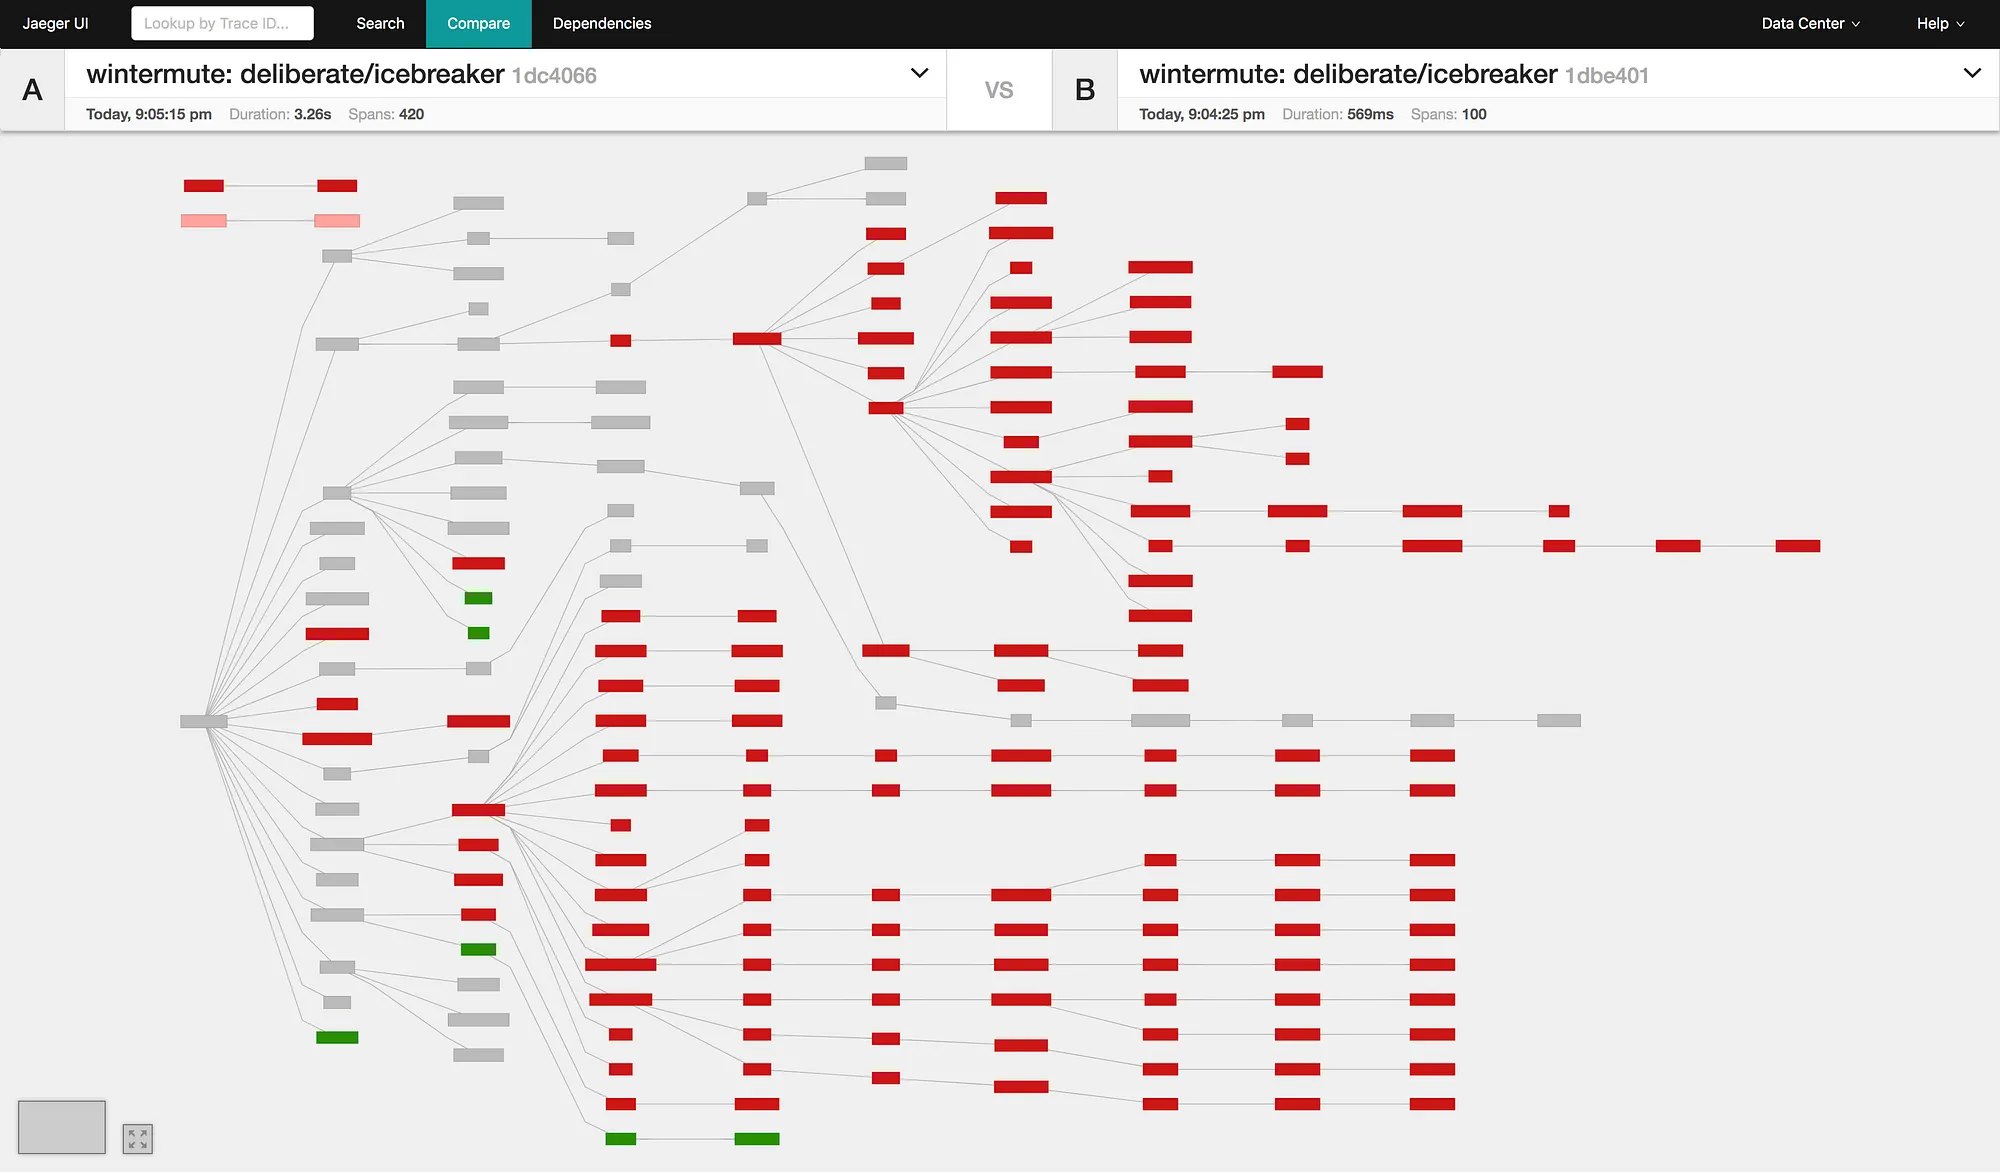 Jaeger UI Lookup by Trace ID... Search Compare Dependencies Data Center Help
A wintermute: deliberate/icebreaker 1dc4066 VS B wintermute: deliberate/icebreaker 1dbe401
Today, 9:05:15 pm Duration: 3.26s Spans: 420 Today, 9:04:25 pm Duration: 569ms Spans: 100